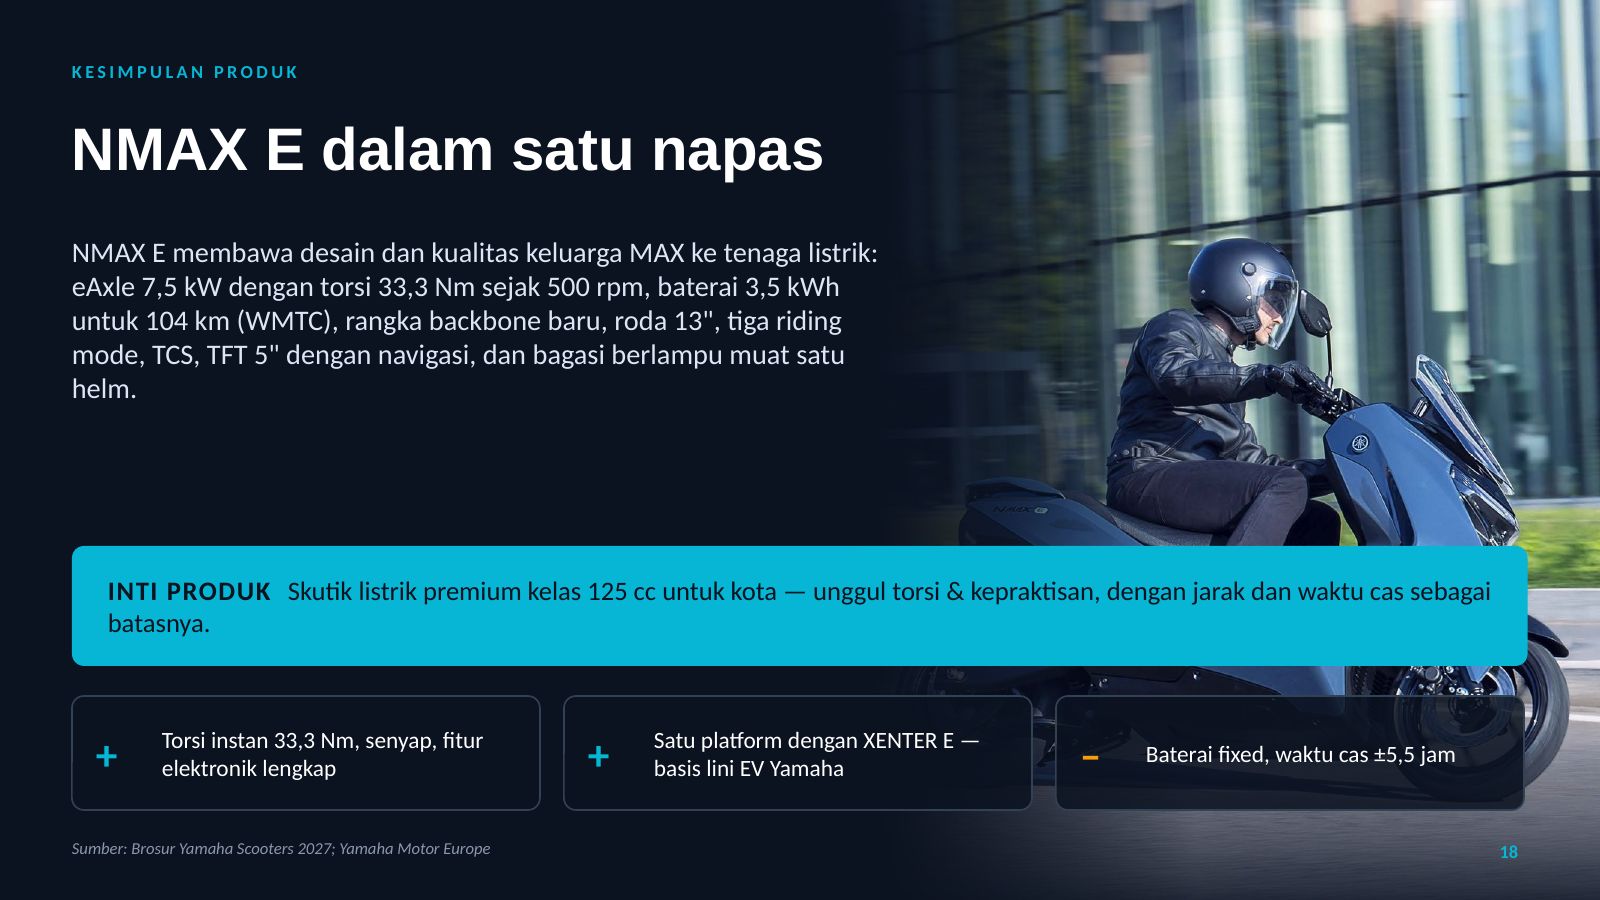 KESIMPULAN PRODUK
NMAX E dalam satu napas
NMAX E membawa desain dan kualitas keluarga MAX ke tenaga listrik:
eAxle 7,5 kW dengan torsi 33,3 Nm sejak 500 rpm, baterai 3,5 kWh
untuk 104 km (WMTC), rangka backbone baru, roda 13", tiga riding
mode, TCS, TFT 5" dengan navigasi, dan bagasi berlampu muat satu
helm.
NMAX E
INTI PRODUK Skutik listrik premium kelas 125 cc untuk kota — unggul torsi & kepraktisan, dengan jarak dan waktu cas sebagai
batasnya.
+ Torsi instan 33,3 Nm, senyap, fitur
elektronik lengkap
+ Satu platform dengan XENTER E —
basis lini EV Yamaha
– Baterai fixed, waktu cas ±5,5 jam
Sumber: Brosur Yamaha Scooters 2027; Yamaha Motor Europe
18